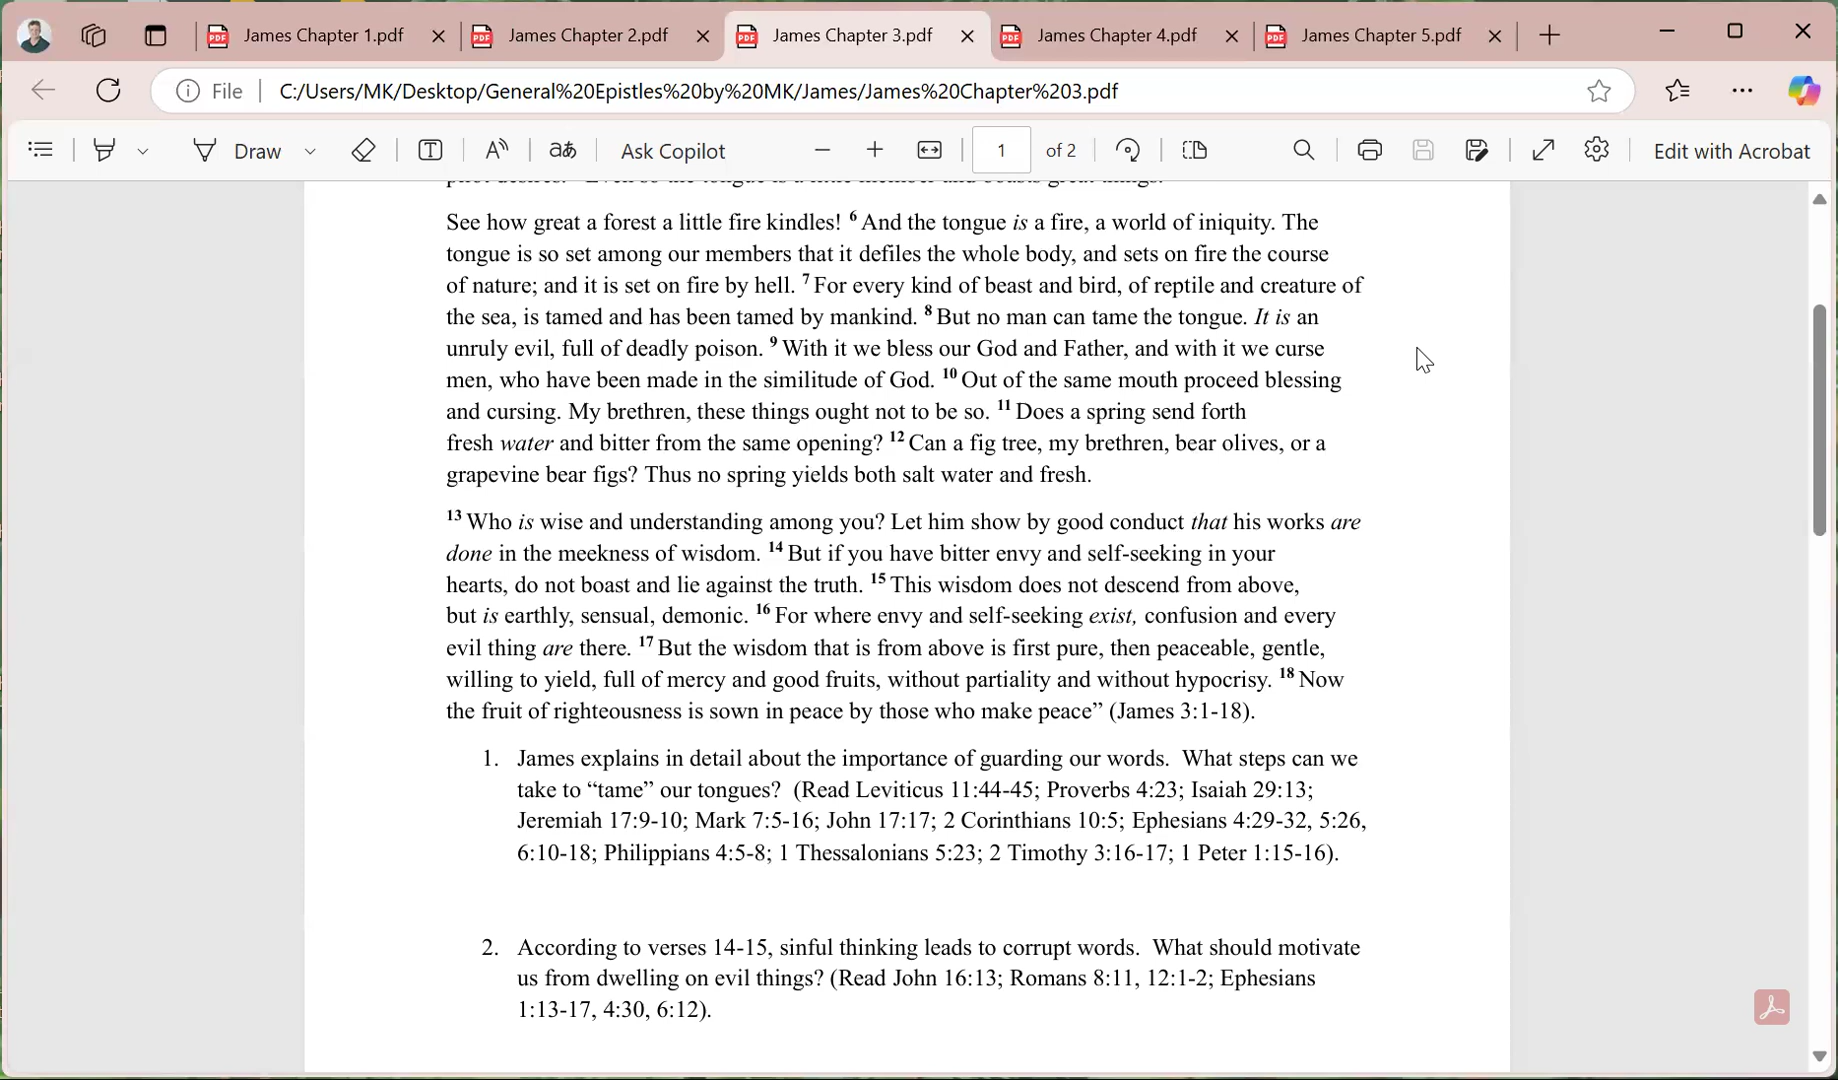 James Chapter 1.pdf
James Chapter 2.pdf
James Chapter 3.pdf
James Chapter 4.pdf
James Chapter 5.pdf
File
C:/Users/MK/Desktop/General%20Epistles%20by%20MK/James/James%20Chapter%203.pdf
Draw
Ask Copilot
1
of 2
Edit with Acrobat
pilot desires. Even so the tongue is a little member and boasts great things.
See how great a forest a little fire kindles! 6 And the tongue is a fire, a world of iniquity. The
tongue is so set among our members that it defiles the whole body, and sets on fire the course
of nature; and it is set on fire by hell. 7 For every kind of beast and bird, of reptile and creature of
the sea, is tamed and has been tamed by mankind. 8 But no man can tame the tongue. It is an
unruly evil, full of deadly poison. 9 With it we bless our God and Father, and with it we curse
men, who have been made in the similitude of God. 10 Out of the same mouth proceed blessing
and cursing. My brethren, these things ought not to be so. 11 Does a spring send forth
fresh water and bitter from the same opening? 12 Can a fig tree, my brethren, bear olives, or a
grapevine bear figs? Thus no spring yields both salt water and fresh.
13 Who is wise and understanding among you? Let him show by good conduct that his works are
done in the meekness of wisdom. 14 But if you have bitter envy and self-seeking in your
hearts, do not boast and lie against the truth. 15 This wisdom does not descend from above,
but is earthly, sensual, demonic. 16 For where envy and self-seeking exist, confusion and every
evil thing are there. 17 But the wisdom that is from above is first pure, then peaceable, gentle,
willing to yield, full of mercy and good fruits, without partiality and without hypocrisy. 18 Now
the fruit of righteousness is sown in peace by those who make peace” (James 3:1-18).
1. James explains in detail about the importance of guarding our words.  What steps can we
take to “tame” our tongues?  (Read Leviticus 11:44-45; Proverbs 4:23; Isaiah 29:13;
Jeremiah 17:9-10; Mark 7:5-16; John 17:17; 2 Corinthians 10:5; Ephesians 4:29-32, 5:26,
6:10-18; Philippians 4:5-8; 1 Thessalonians 5:23; 2 Timothy 3:16-17; 1 Peter 1:15-16).
2. According to verses 14-15, sinful thinking leads to corrupt words.  What should motivate
us from dwelling on evil things? (Read John 16:13; Romans 8:11, 12:1-2; Ephesians
1:13-17, 4:30, 6:12).